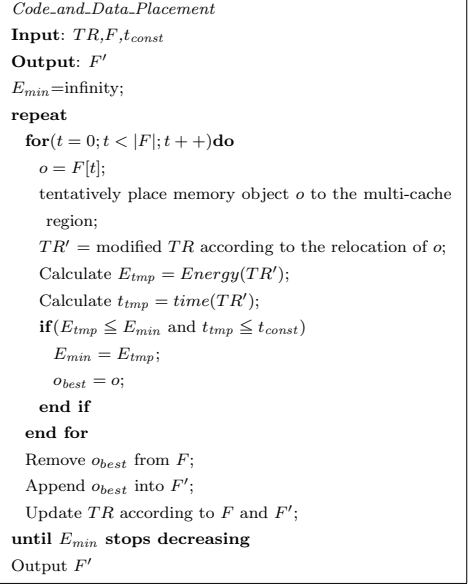 Code_and_Data_Placement
Input: TR,F,t_const
Output: F′
E_min=infinity;
repeat
for(t = 0; t < |F|; t + +)do
o = F[t];
tentatively place memory object o to the multi-cache
region;
TR′ = modified TR according to the relocation of o;
Calculate E_tmp = Energy(TR′);
Calculate t_tmp = time(TR′);
if(E_tmp ≦ E_min and t_tmp ≦ t_const)
E_min = E_tmp;
o_best = o;
end if
end for
Remove o_best from F;
Append o_best into F′;
Update TR according to F and F′;
until E_min stops decreasing
Output F′